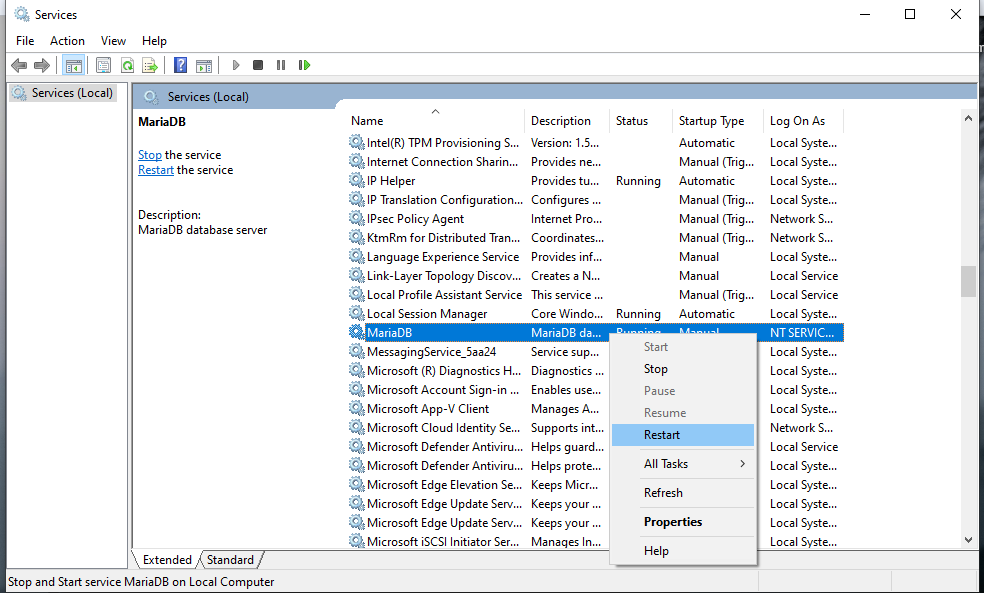 Services
File Action View Help
Services (Local)
Services (Local)
MariaDB
Stop the service
Restart the service
Description:
MariaDB database server
Name Description Status Startup Type Log On As
Intel(R) TPM Provisioning S... Version: 1.5... Automatic Local Syste...
Internet Connection Sharin... Provides ne... Manual (Trig... Local Syste...
IP Helper Provides tu... Running Automatic Local Syste...
IP Translation Configuration... Configures ... Manual (Trig... Local Syste...
IPsec Policy Agent Internet Pro... Manual (Trig... Network S...
KtmRm for Distributed Tran... Coordinates... Manual (Trig... Network S...
Language Experience Service Provides inf... Manual Local Syste...
Link-Layer Topology Discov... Creates a N... Manual Local Service
Local Profile Assistant Service This service ... Manual (Trig... Local Service
Local Session Manager Core Windo... Running Automatic Local Syste...
MariaDB MariaDB da... Running Manual NT SERVIC...
MessagingService_5aa24 Service sup... Local Syste...
Microsoft (R) Diagnostics H... Diagnostics ... Local Syste...
Microsoft Account Sign-in ... Enables use... Local Syste...
Microsoft App-V Client Manages A... Local Syste...
Microsoft Cloud Identity Se... Supports int... Network S...
Microsoft Defender Antiviru... Helps guard... Local Service
Microsoft Defender Antiviru... Helps prote... Local Syste...
Microsoft Edge Elevation Se... Keeps Micr... Local Syste...
Microsoft Edge Update Serv... Keeps your ... Local Syste...
Microsoft Edge Update Serv... Keeps your ... Local Syste...
Microsoft iSCSI Initiator Ser... Manages In... Local Syste...
Start
Stop
Pause
Resume
Restart
All Tasks
Refresh
Properties
Help
Extended Standard
Stop and Start service MariaDB on Local Computer